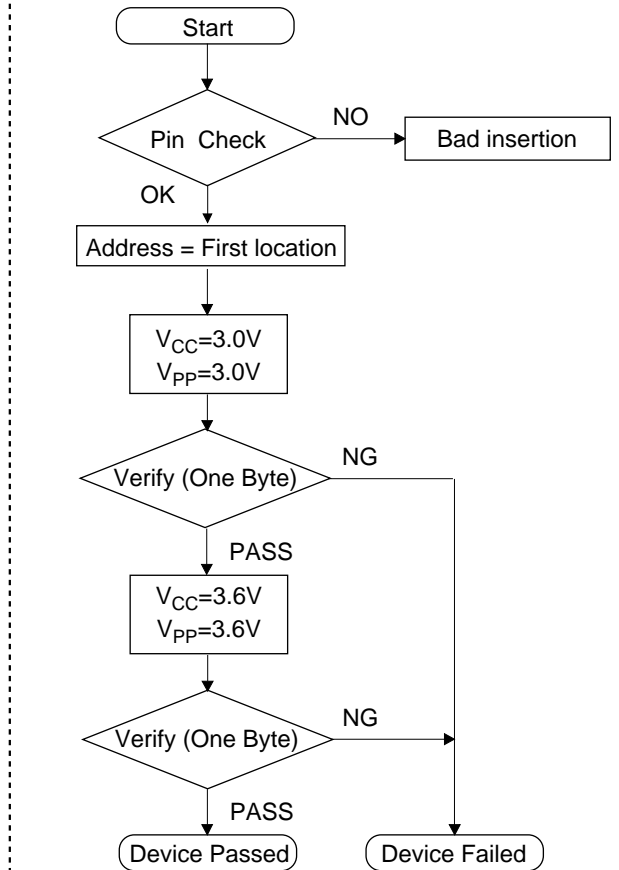 Start
Pin Check
NO
Bad insertion
OK
Address = First location
VCC=3.0V
VPP=3.0V
Verify (One Byte)
NG
PASS
VCC=3.6V
VPP=3.6V
Verify (One Byte)
NG
PASS
Device Passed
Device Failed